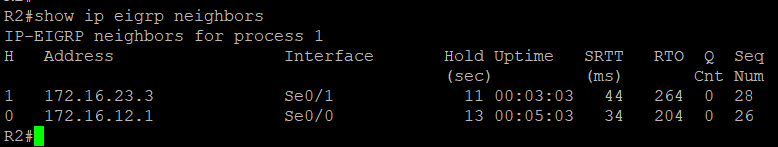 R2#show ip eigrp neighbors
IP-EIGRP neighbors for process 1
H   Address                 Interface       Hold Uptime   SRTT   RTO  Q  Seq
                                            (sec)         (ms)       Cnt Num
1   172.16.23.3             Se0/1             11 00:03:03   44   264  0  28
0   172.16.12.1             Se0/0             13 00:05:03   34   204  0  26
R2#